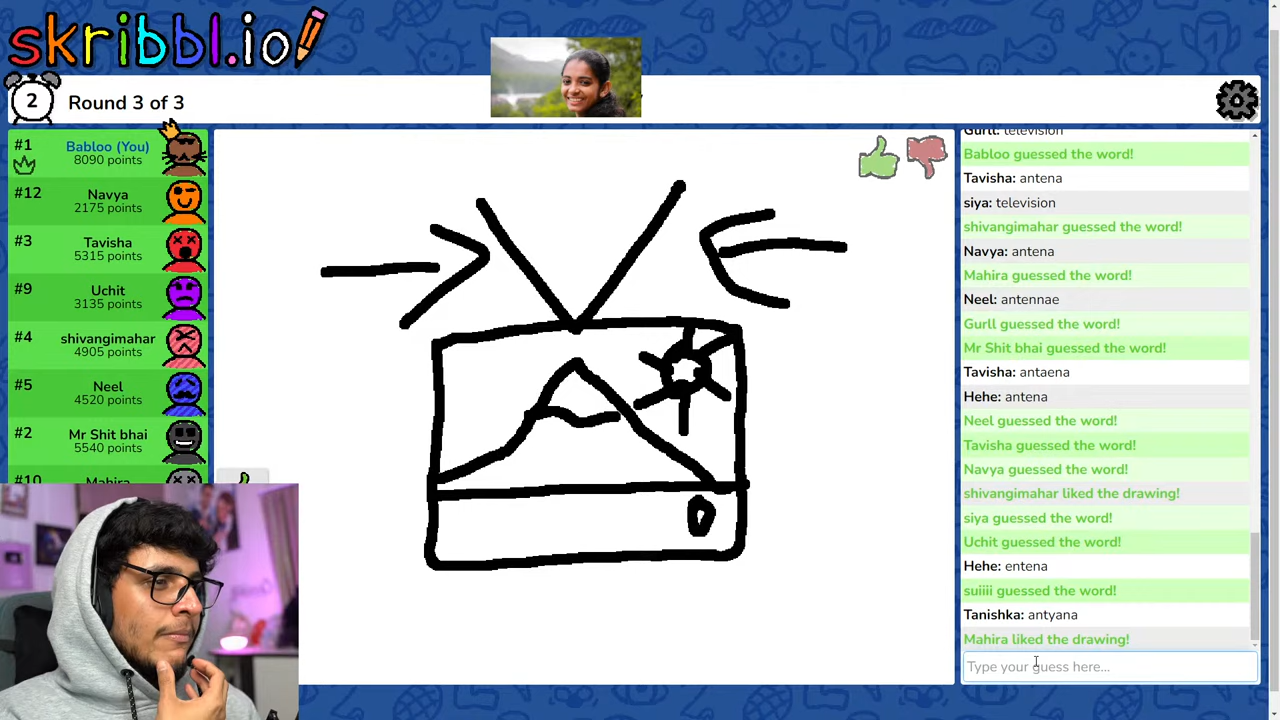 skribbl.io
2
Round 3 of 3
#1
Babloo (You)
8090 points
#12
Navya
2175 points
#3
Tavisha
5315 points
#9
Uchit
3135 points
#4
shivangimahar
4905 points
#5
Neel
4520 points
#2
Mr Shit bhai
5540 points
#10
Mahira
Gurll: television
Babloo guessed the word!
Tavisha: antena
siya: television
shivangimahar guessed the word!
Navya: antena
Mahira guessed the word!
Neel: antennae
Gurll guessed the word!
Mr Shit bhai guessed the word!
Tavisha: antaena
Hehe: antena
Neel guessed the word!
Tavisha guessed the word!
Navya guessed the word!
shivangimahar liked the drawing!
siya guessed the word!
Uchit guessed the word!
Hehe: entena
suiiii guessed the word!
Tanishka: antyana
Mahira liked the drawing!
Type your guess here...